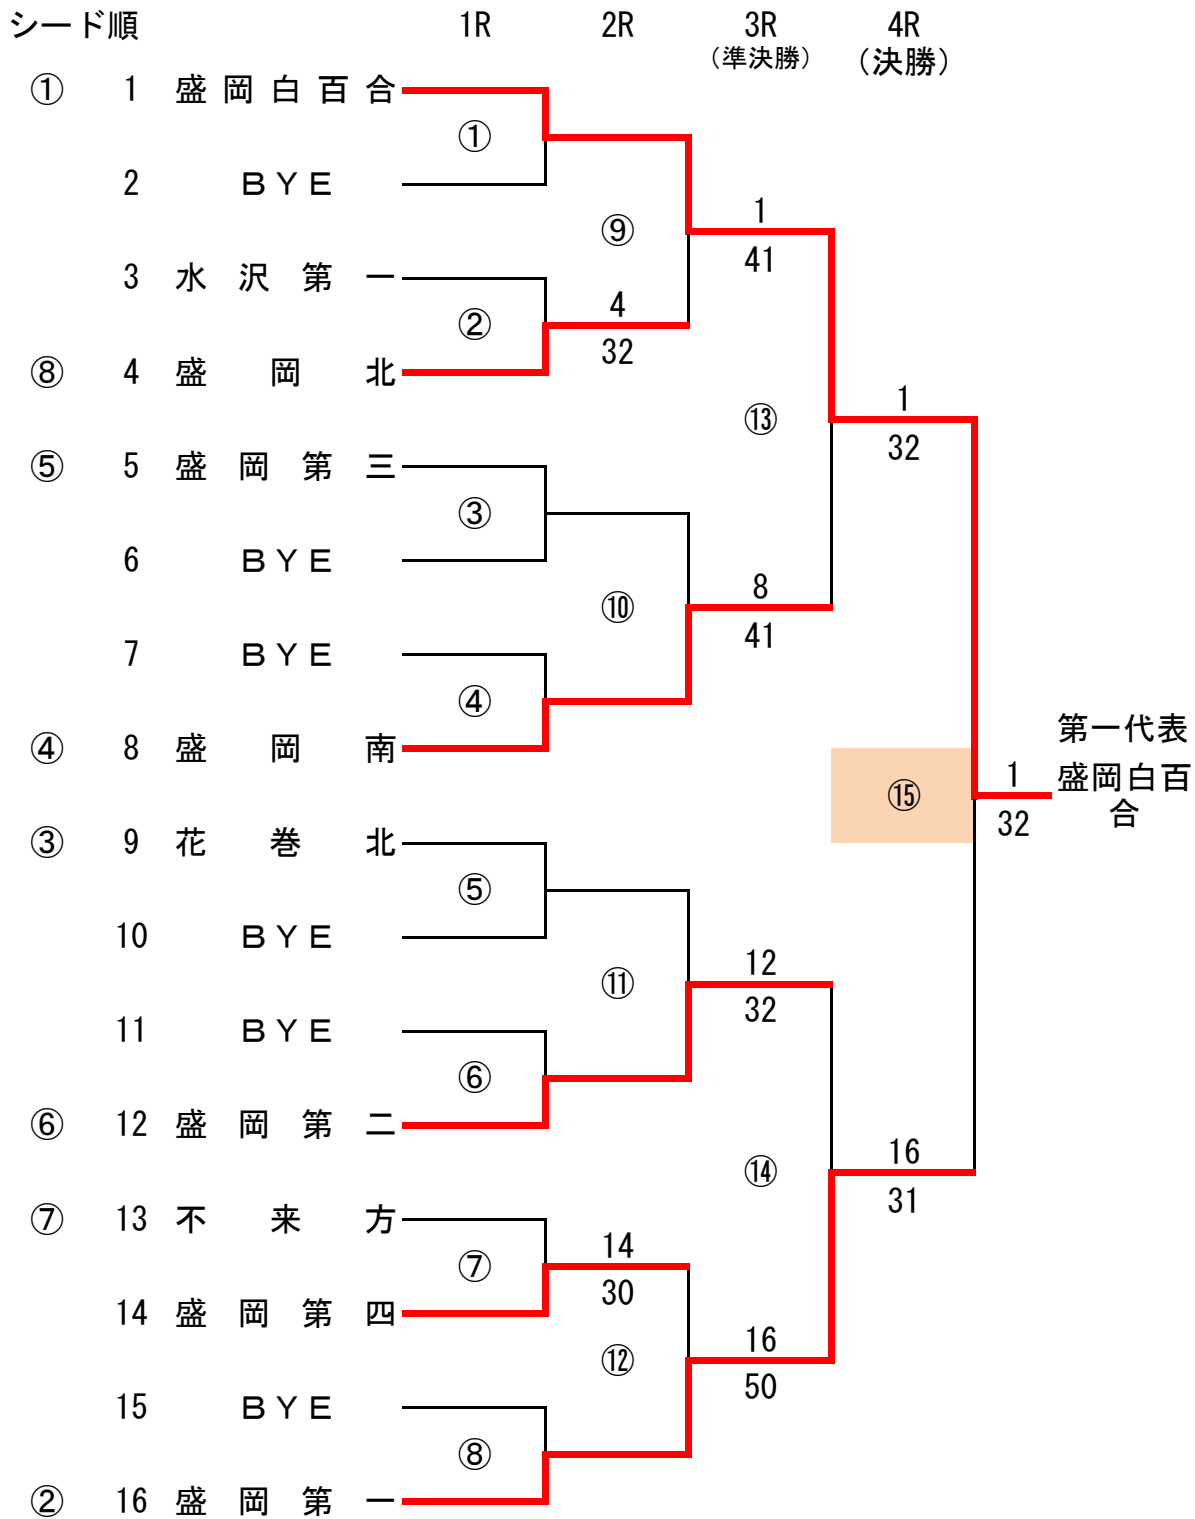 シード順 1R 2R 3R 4R
（準決勝） （決勝）
① 1 盛岡白百合
①
2 ＢＹＥ
⑨ 1
41
3 水沢第一
② 4
32
⑧ 4 盛岡北
⑬ 1
32
⑤ 5 盛岡第三
③
6 ＢＹＥ
⑩ 8
41
7 ＢＹＥ
④
④ 8 盛岡南
第一代表
⑮ 1 盛岡白百
32 合
③ 9 花巻北
⑤
10 ＢＹＥ
⑪ 12
32
11 ＢＹＥ
⑥
⑥ 12 盛岡第二
⑭ 16
31
⑦ 13 不来方
⑦ 14
30
14 盛岡第四
⑫ 16
50
15 ＢＹＥ
⑧
② 16 盛岡第一